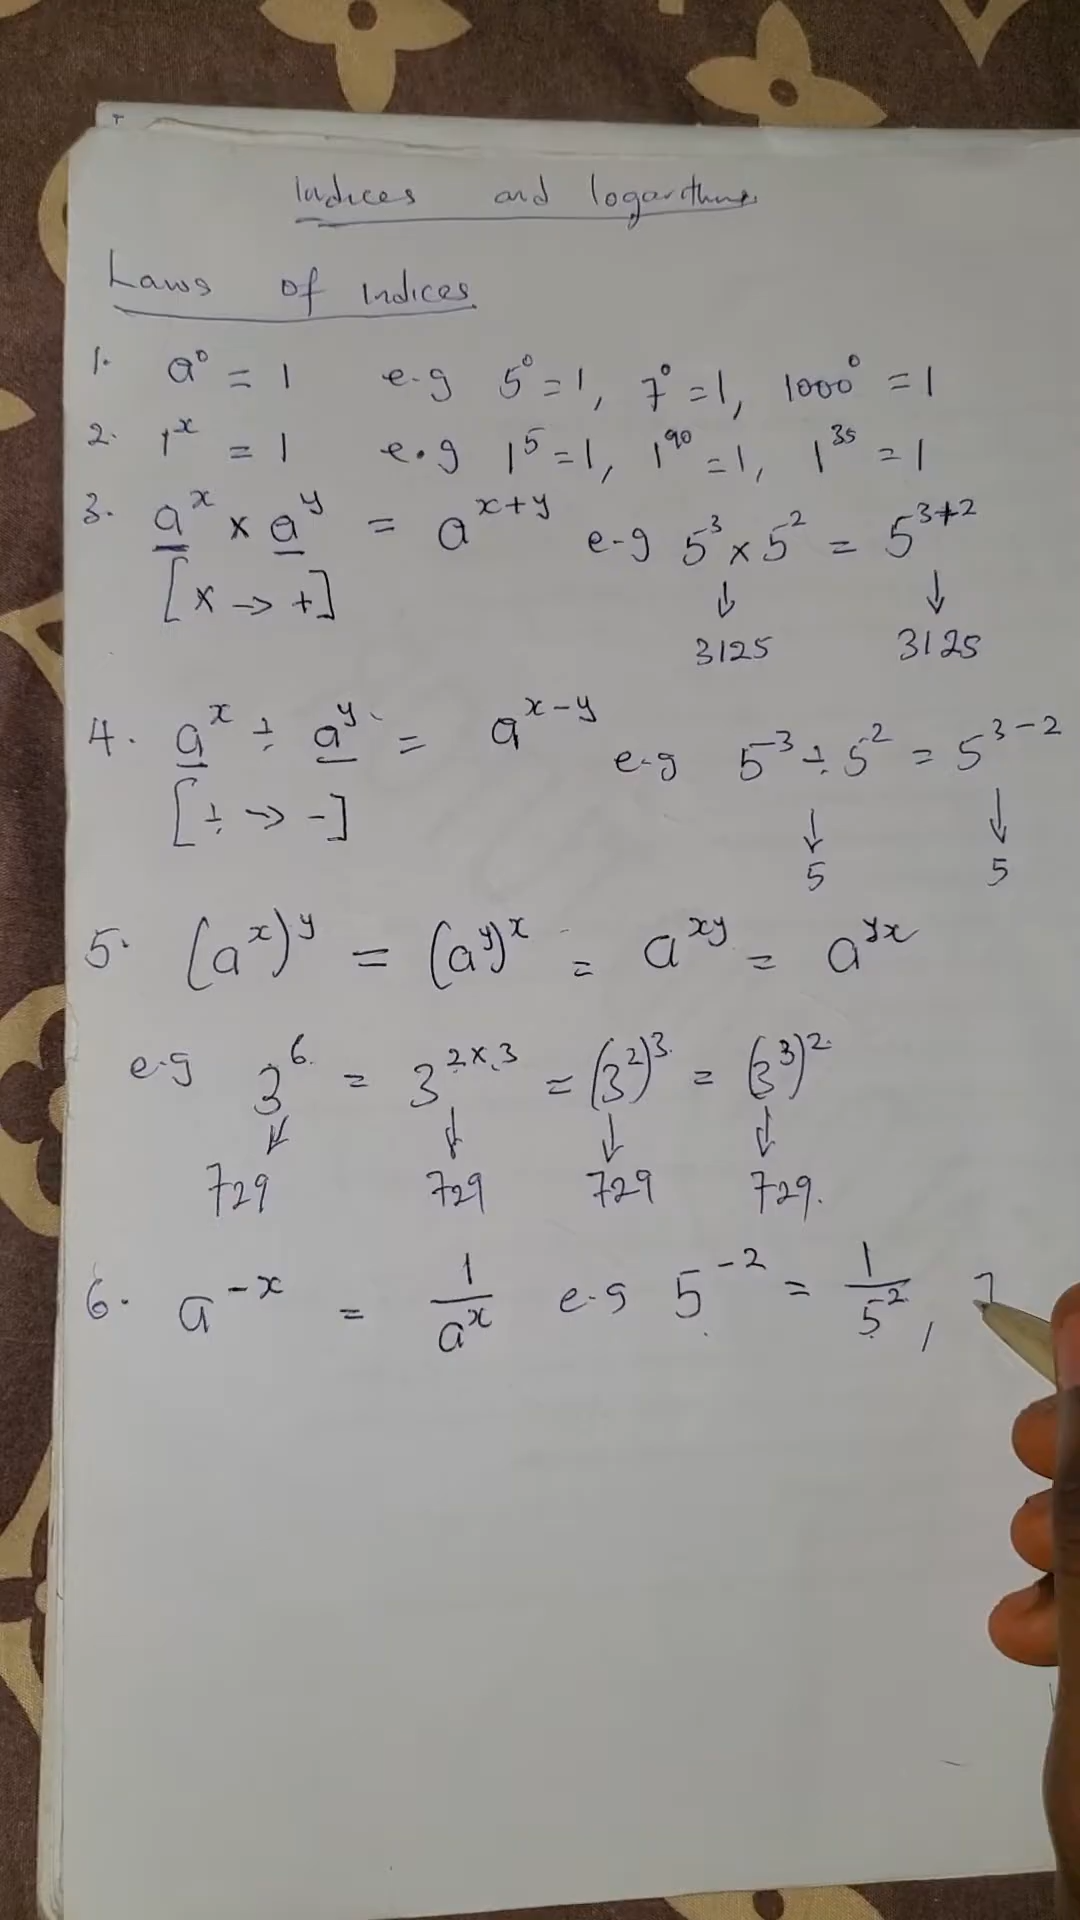 Indices and logarithms
Laws of Indices
1. a⁰ = 1 e.g 5⁰ = 1, 7⁰ = 1, 1000⁰ = 1
2. 1ˣ = 1 e.g 1⁵ = 1, 1⁹⁰ = 1, 1³⁵ = 1
3. aˣ × aʸ = aˣ⁺ʸ e-g 5³ × 5² = 5³⁺²
[× → +] ↓ ↓
3125 3125
4. aˣ ÷ aʸ = aˣ⁻ʸ e-g 5³ ÷ 5² = 5³⁻²
[÷ → -] ↓ ↓
5 5
5. (aˣ)ʸ = (aʸ)ˣ = aˣʸ = aʸˣ
e-g 3⁶ = 3^(2×3) = (3²)³ = (3³)²
↓ ↓ ↓ ↓
729 729 729 729.
6. a⁻ˣ = 1/aˣ e-g 5⁻² = 1/5²,